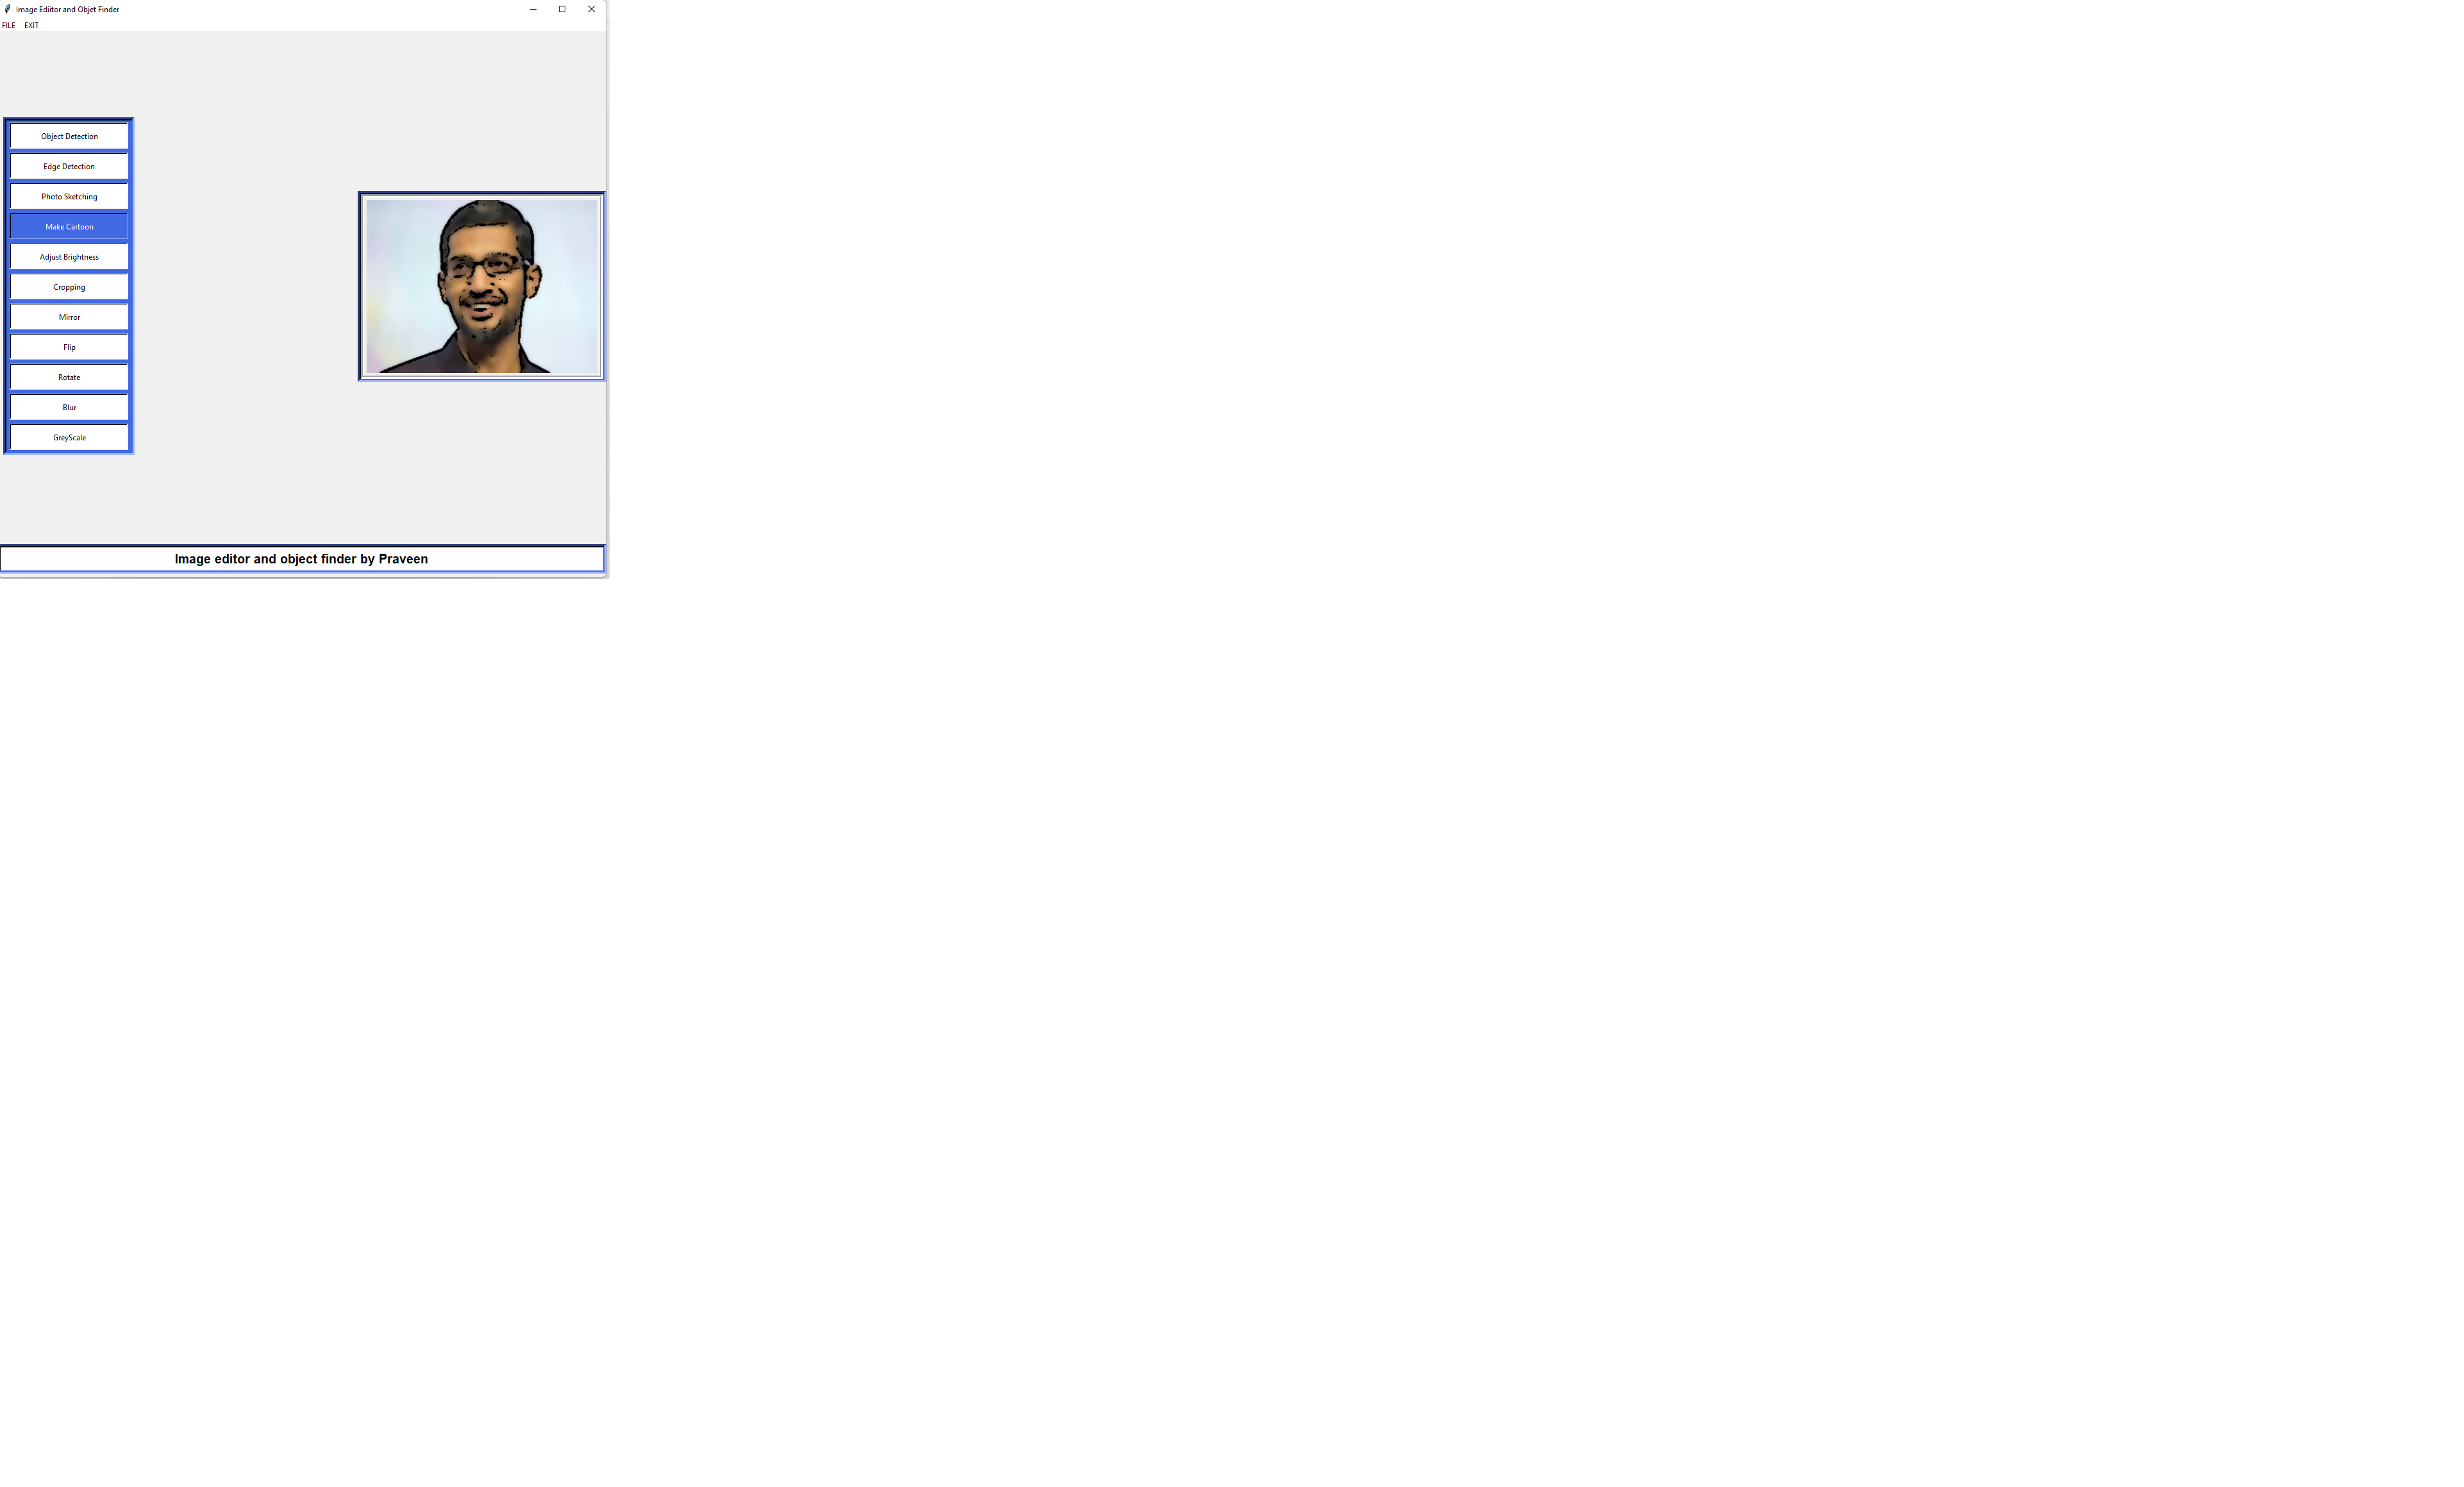 Image Ediitor and Objet Finder
FILE EXIT
Object Detection
Edge Detection
Photo Sketching
Make Cartoon
Adjust Brightness
Cropping
Mirror
Flip
Rotate
Blur
GreyScale
Image editor and object finder by Praveen